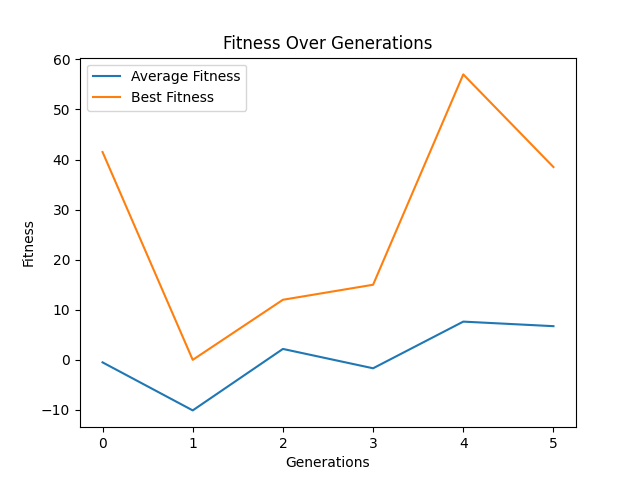 Fitness Over Generations
Average Fitness
Best Fitness
60
50
40
30
20
10
0
−10
Fitness
0 1 2 3 4 5
Generations